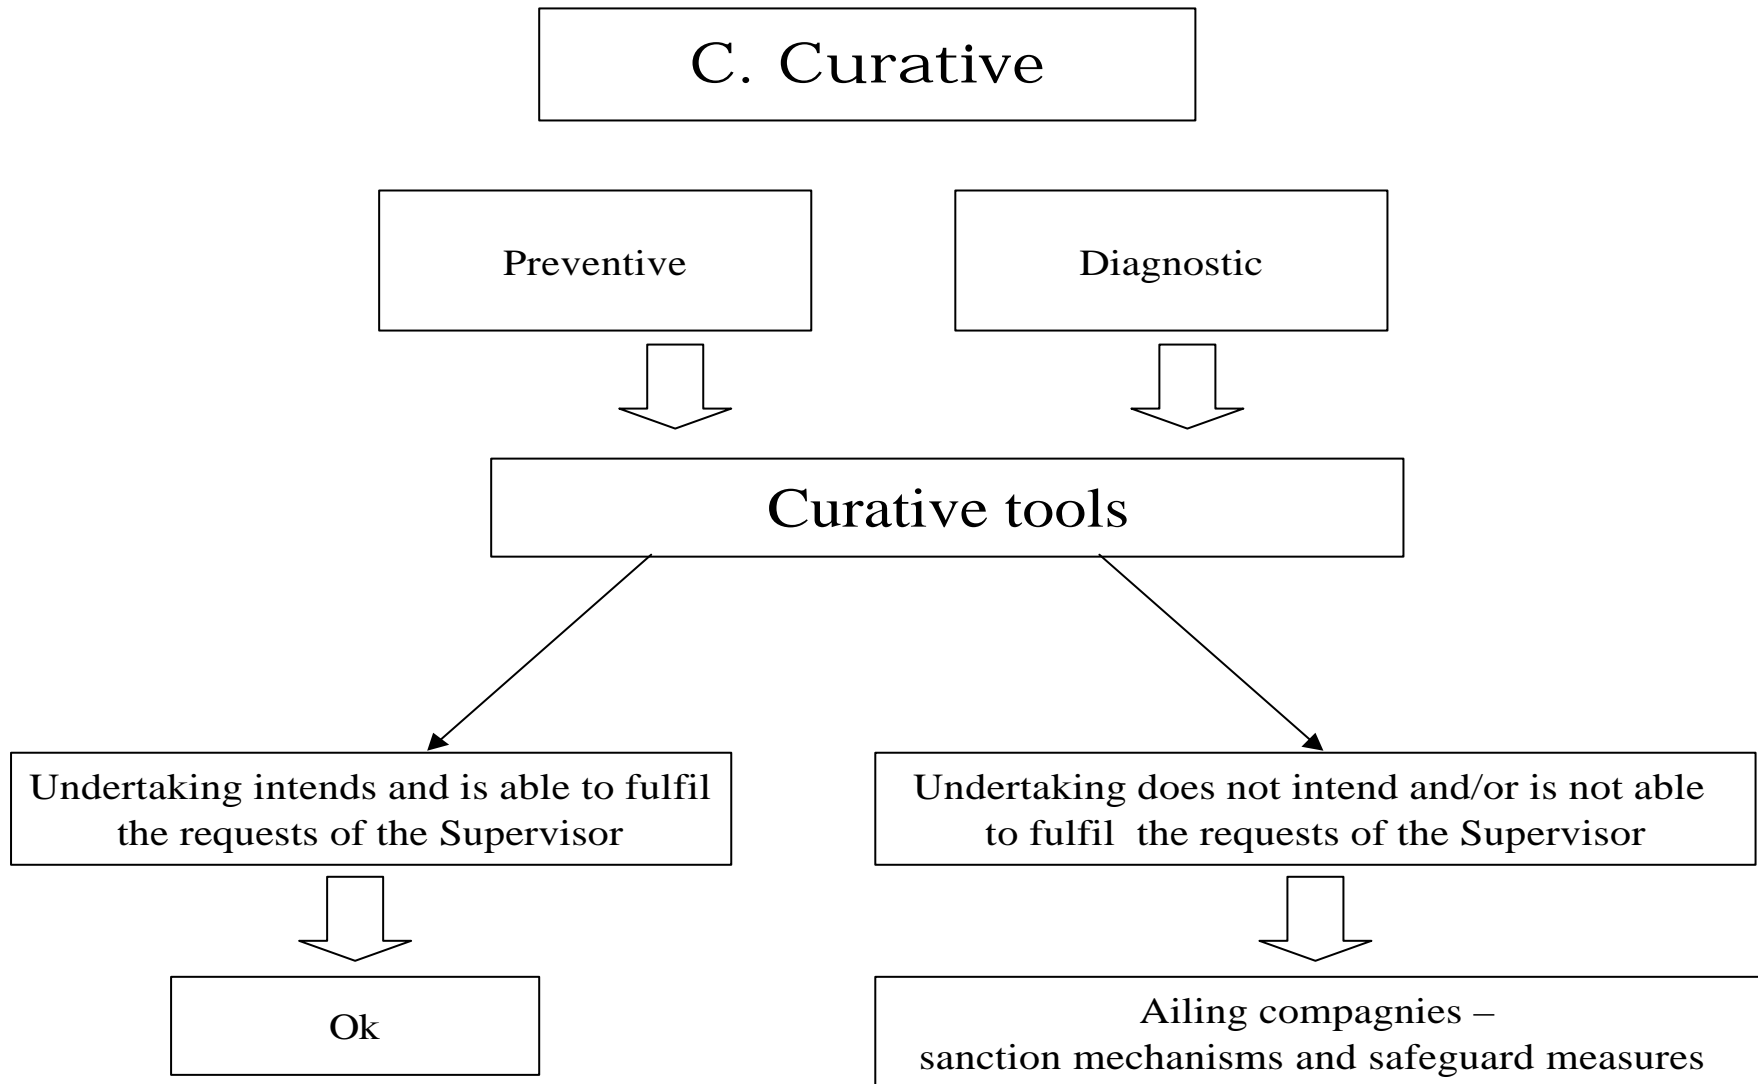 C. Curative
Preventive
Diagnostic
Curative tools
Undertaking intends and is able to fulfil
the requests of the Supervisor
Undertaking does not intend and/or is not able
to fulfil  the requests of the Supervisor
Ok
Ailing compagnies –
sanction mechanisms and safeguard measures